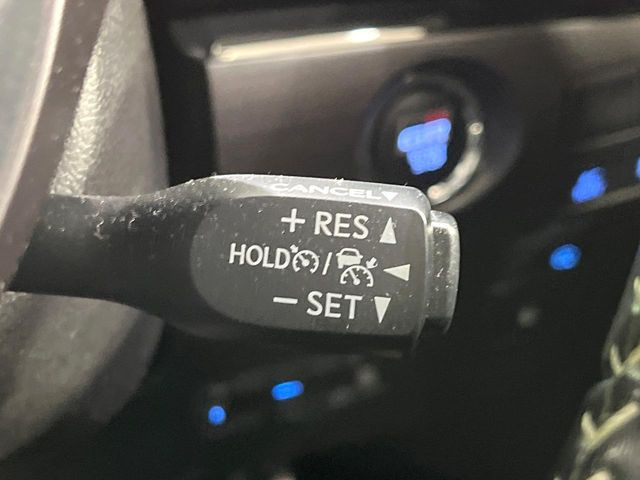 CANCEL
+ RES
HOLD /
− SET